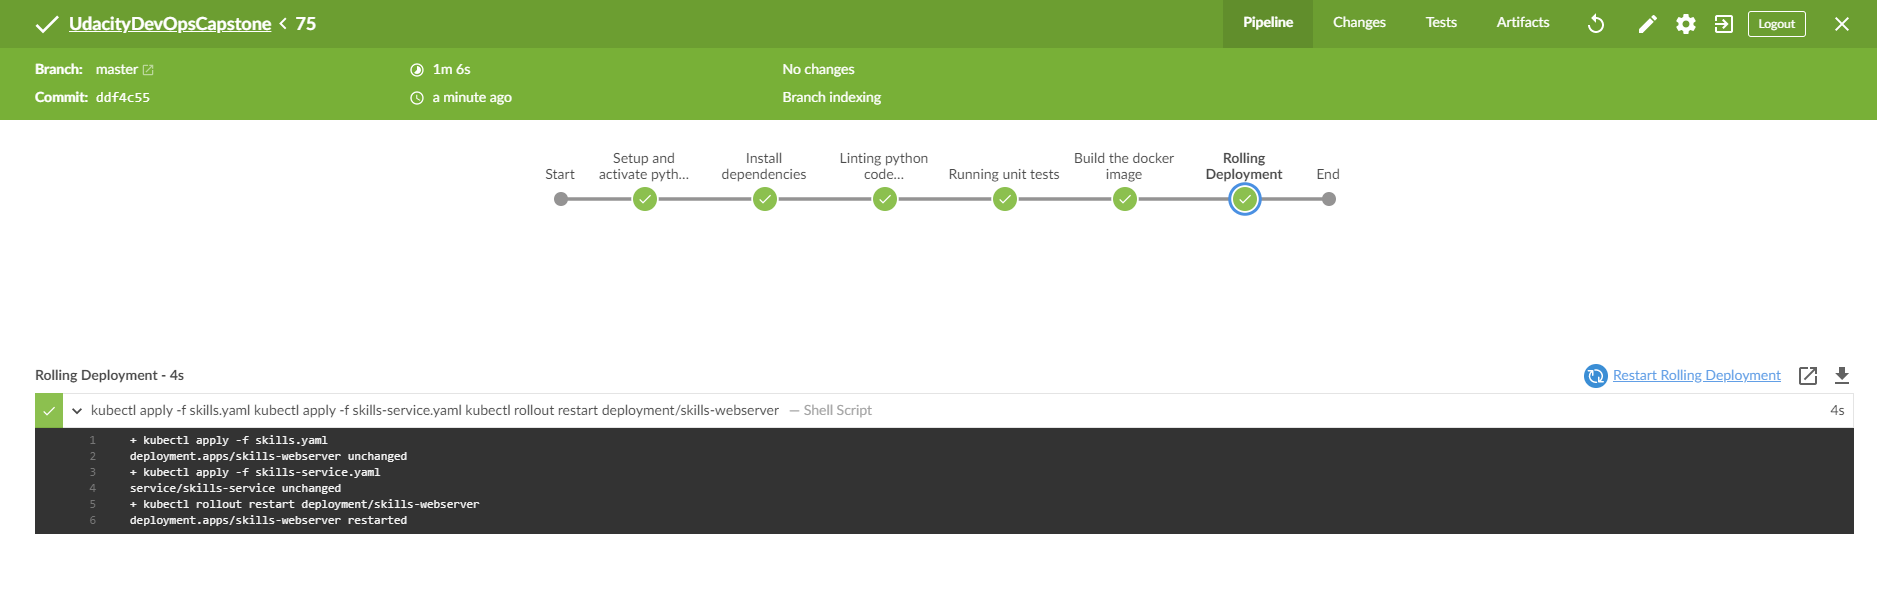 UdacityDevOpsCapstone < 75
Pipeline
Changes
Tests
Artifacts
Logout
Branch: master
1m 6s
No changes
Commit: ddf4c55
a minute ago
Branch indexing
Start
Setup and
activate pyth...
Install
dependencies
Linting python
code...
Running unit tests
Build the docker
image
Rolling
Deployment
End
Rolling Deployment - 4s
Restart Rolling Deployment
kubectl apply -f skills.yaml kubectl apply -f skills-service.yaml kubectl rollout restart deployment/skills-webserver — Shell Script 4s
1 + kubectl apply -f skills.yaml
2 deployment.apps/skills-webserver unchanged
3 + kubectl apply -f skills-service.yaml
4 service/skills-service unchanged
5 + kubectl rollout restart deployment/skills-webserver
6 deployment.apps/skills-webserver restarted